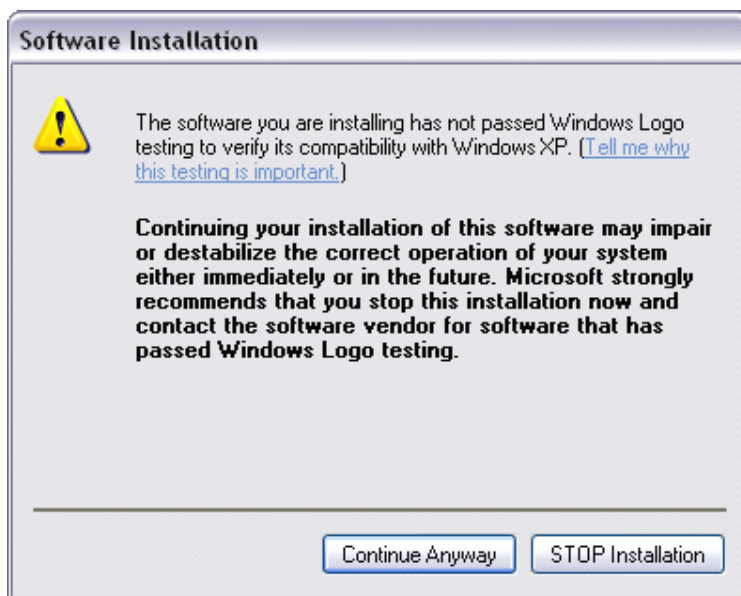 Software Installation
The software you are installing has not passed Windows Logo
testing to verify its compatibility with Windows XP. (Tell me why
this testing is important.)
Continuing your installation of this software may impair
or destabilize the correct operation of your system
either immediately or in the future. Microsoft strongly
recommends that you stop this installation now and
contact the software vendor for software that has
passed Windows Logo testing.
Continue Anyway
STOP Installation